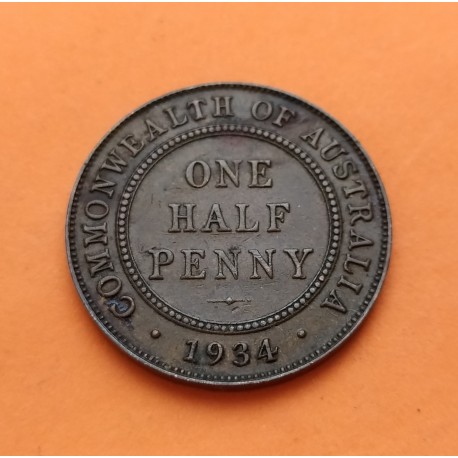 COMMONWEALTH OF AUSTRALIA
ONE
HALF
PENNY
· 1934 ·